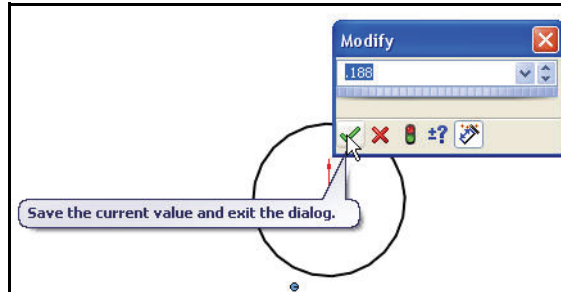 Modify
.188
±?
Save the current value and exit the dialog.